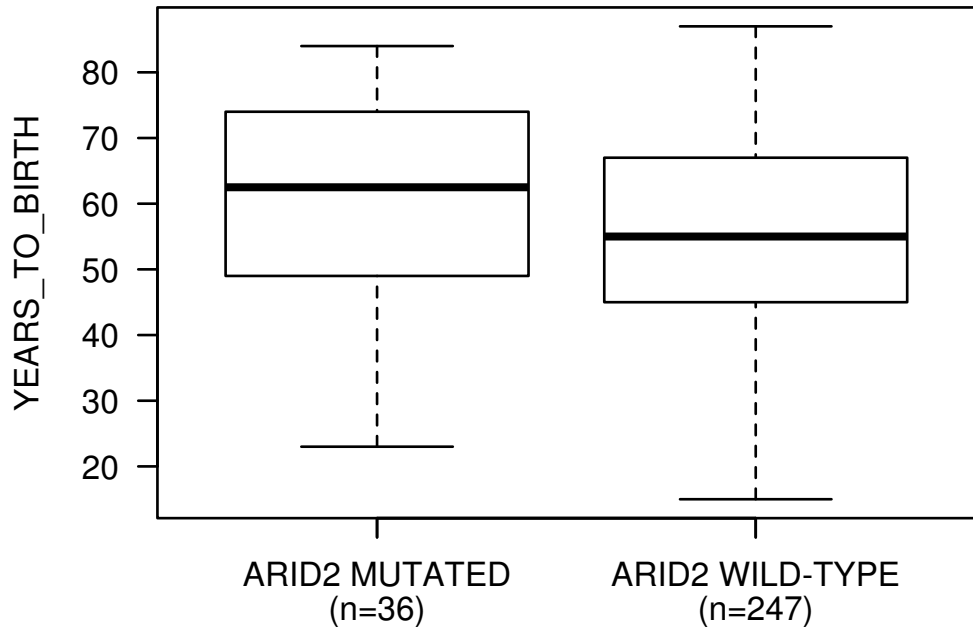 YEARS_TO_BIRTH
80
70
60
50
40
30
20
ARID2 MUTATED
(n=36)
ARID2 WILD-TYPE
(n=247)